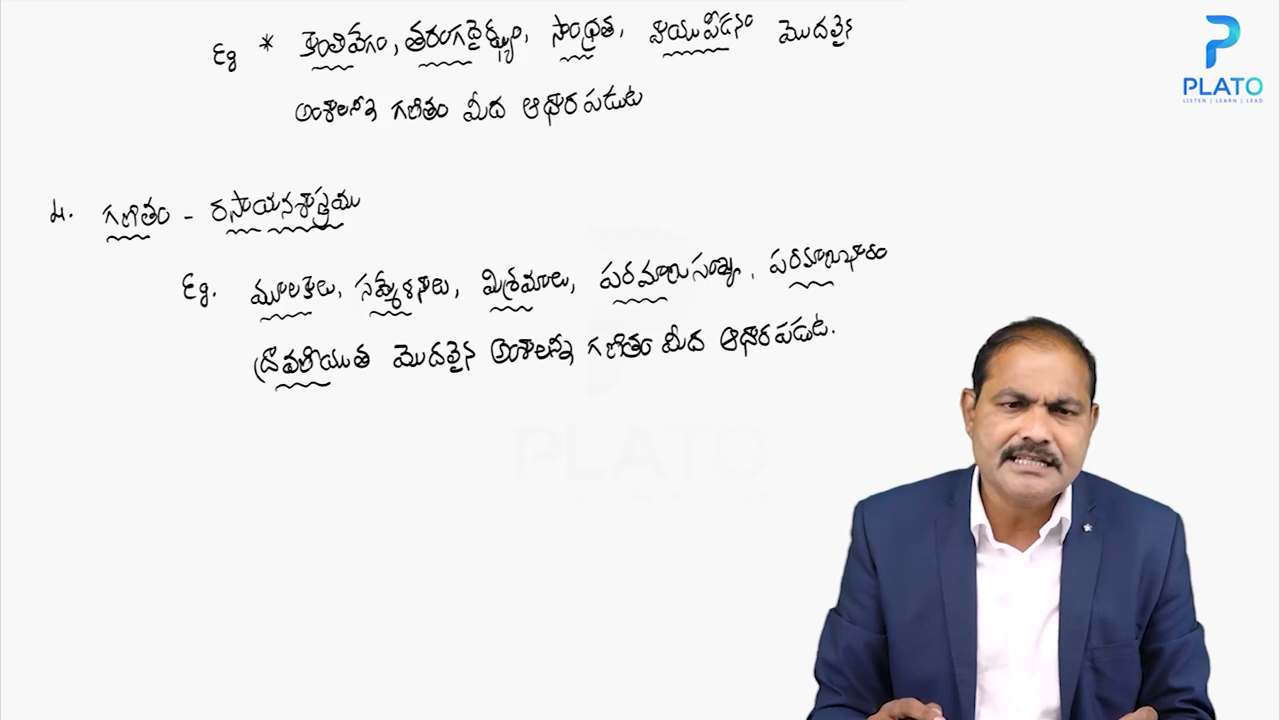 Eg * కాంతివేగం, తరంగదైర్ఘ్యం, సాంద్రత, వాయుపీడనం మొదలైన
అంశాలన్నీ గణితం మీద ఆధారపడుట
4. గణితం - రసాయనశాస్త్రము
Eg. మూలకాలు, సమ్మేళనాలు, మిశ్రమాలు, పరమాణుసంఖ్య, పరమాణుభారం
ద్రావణీయత మొదలైన అంశాలన్నీ గణితం మీద ఆధారపడుట.
PLATO
LISTEN | LEARN | LEAD
PLATO